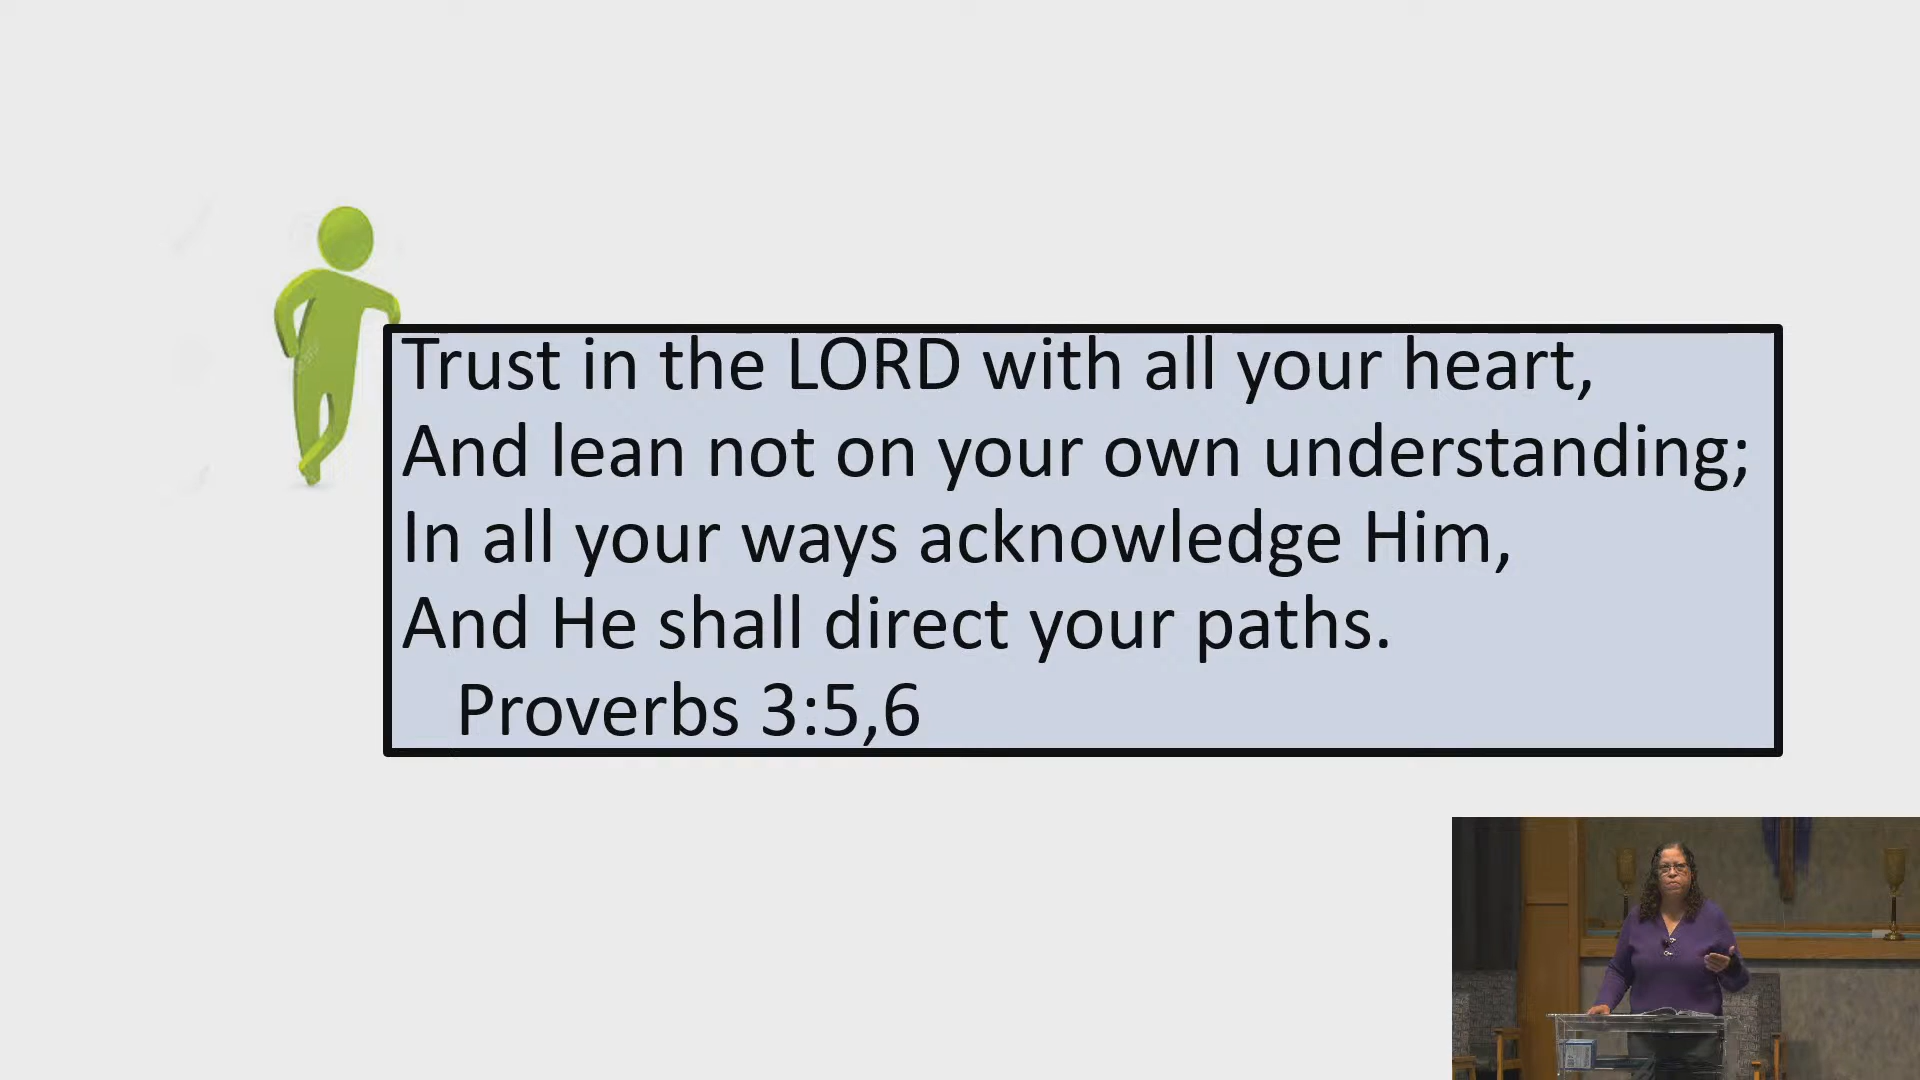 Trust in the LORD with all your heart,
And lean not on your own understanding;
In all your ways acknowledge Him,
And He shall direct your paths.
Proverbs 3:5,6